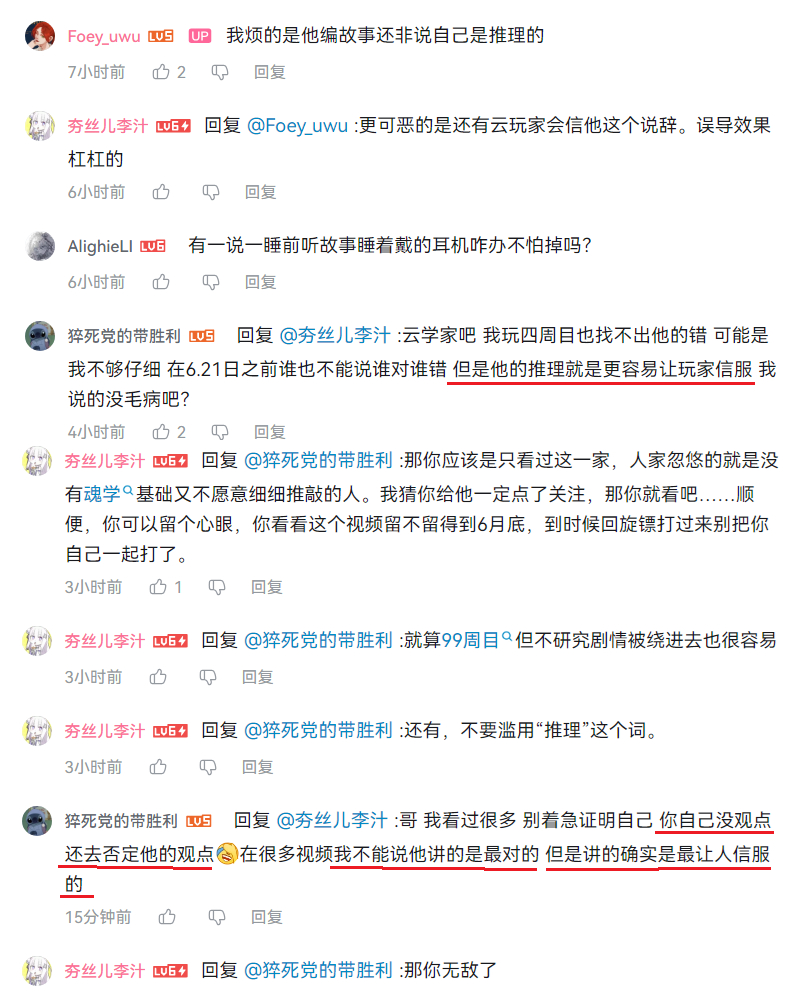 Foey_uwu LV5 UP 我烦的是他编故事还非说自己是推理的
7小时前 2 回复
夯丝儿李汁 LV6 回复 @Foey_uwu :更可恶的是还有云玩家会信他这个说辞。误导效果
杠杠的
6小时前 回复
AlighieLI LV6 有一说一睡前听故事睡着戴的耳机咋办不怕掉吗?
6小时前 回复
猝死党的带胜利 LV5 回复 @夯丝儿李汁 :云学家吧 我玩四周目也找不出他的错 可能是
我不够仔细 在6.21日之前谁也不能说谁对谁错 但是他的推理就是更容易让玩家信服 我
说的没毛病吧?
4小时前 2 回复
夯丝儿李汁 LV6 回复 @猝死党的带胜利 :那你应该是只看过这一家，人家忽悠的就是没
有魂学基础又不愿意细细推敲的人。我猜你给他一定点了关注，那你就看吧……顺
便，你可以留个心眼，你看看这个视频留不留得到6月底，到时候回旋镖打过来别把你
自己一起打了。
3小时前 1 回复
夯丝儿李汁 LV6 回复 @猝死党的带胜利 :就算99周目但不研究剧情被绕进去也很容易
3小时前 回复
夯丝儿李汁 LV6 回复 @猝死党的带胜利 :还有，不要滥用“推理”这个词。
3小时前 回复
猝死党的带胜利 LV5 回复 @夯丝儿李汁 :哥 我看过很多 别着急证明自己 你自己没观点
还去否定他的观点 在很多视频我不能说他讲的是最对的 但是讲的确实是最让人信服
的
15分钟前 回复
夯丝儿李汁 LV6 回复 @猝死党的带胜利 :那你无敌了